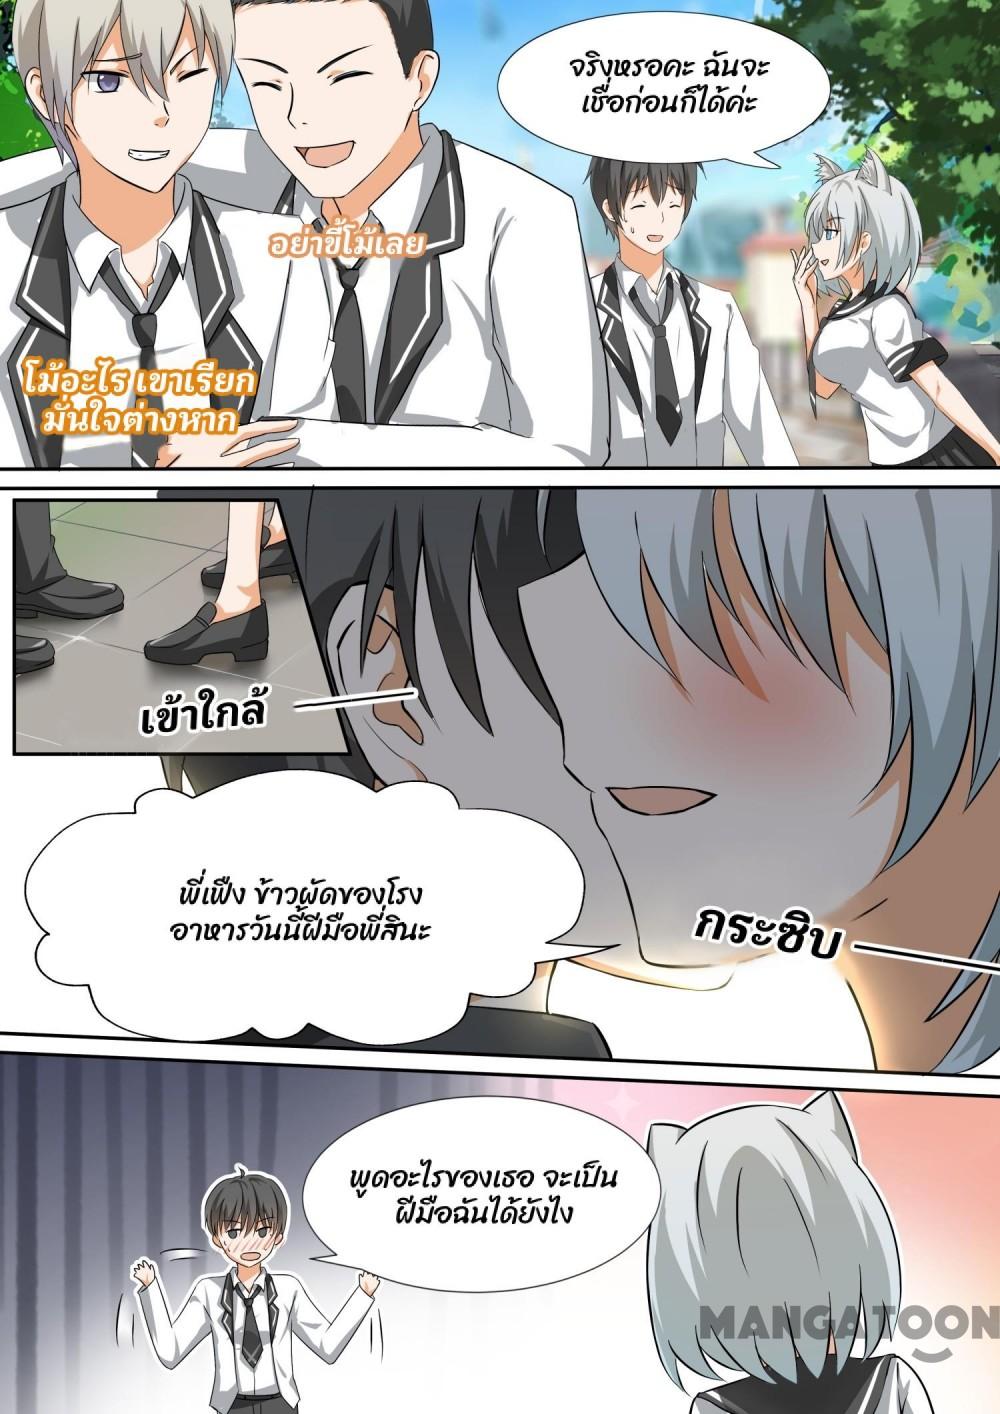 จริงหรอคะ ฉันจะ
เชื่อก่อนก็ได้ค่ะ
อย่าขี้โม้เลย
โม้อะไร เขาเรียก
มั่นใจต่างหาก
เข้าใกล้
พี่เฟิง ข้าวผัดของโรง
อาหารวันนี้ฝีมือพี่สินะ
กระซิบ
พูดอะไรของเธอ จะเป็น
ฝีมือฉันได้ยังไง
MANGATOON